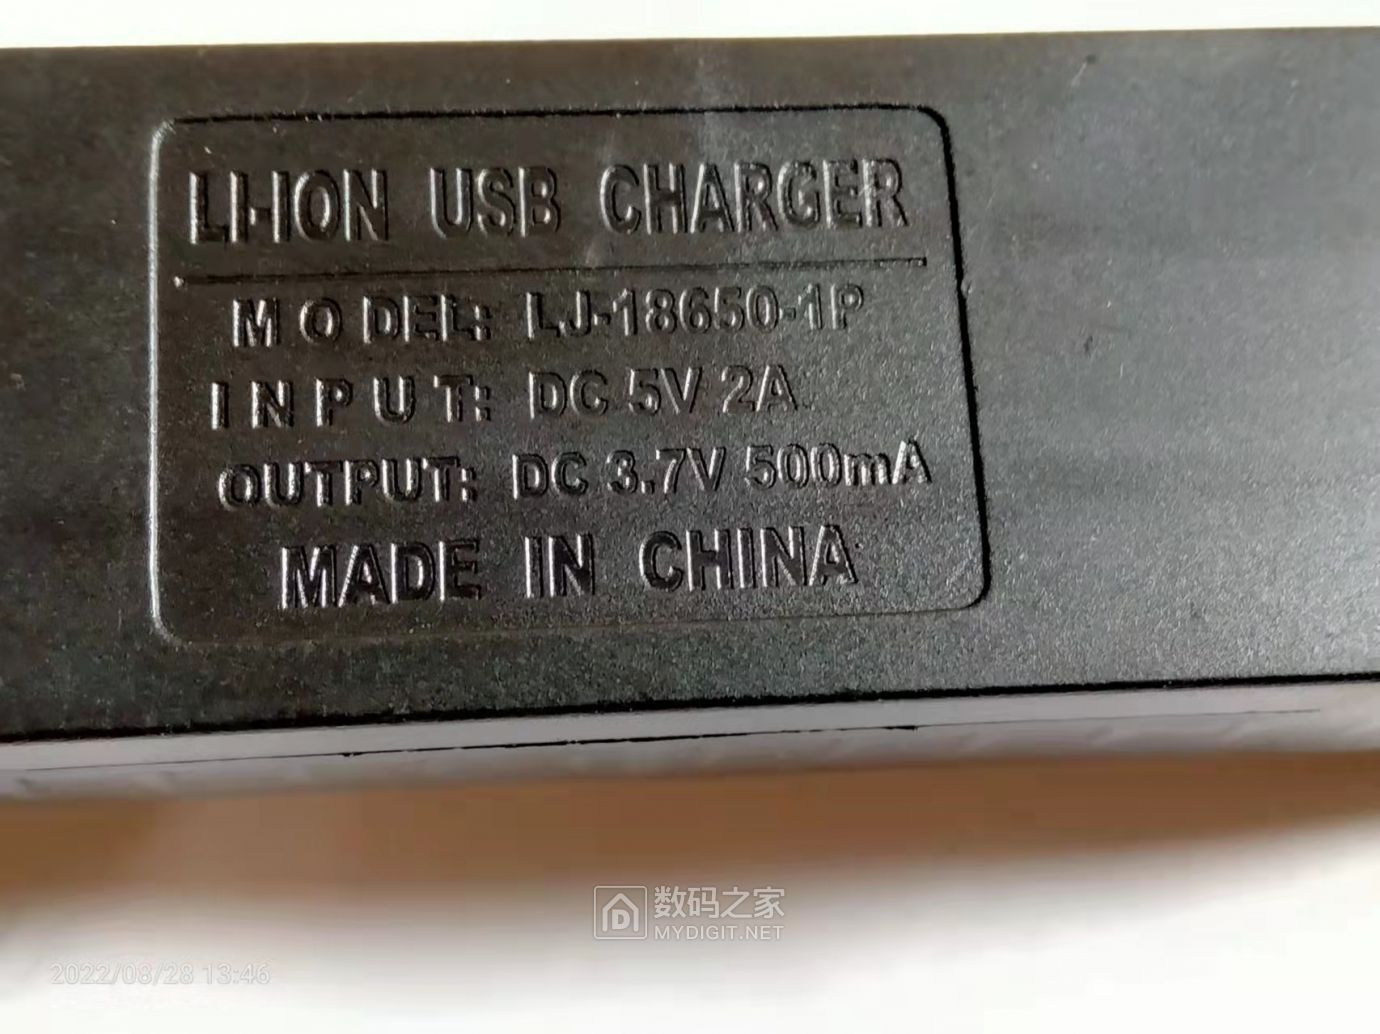 LI-ION USB CHARGER
MODEL: LJ-18650-1P
INPUT: DC 5V 2A
OUTPUT: DC 3.7V 500mA
MADE IN CHINA
数码之家
MYDIGIT.NET
2022/08/28 13:46